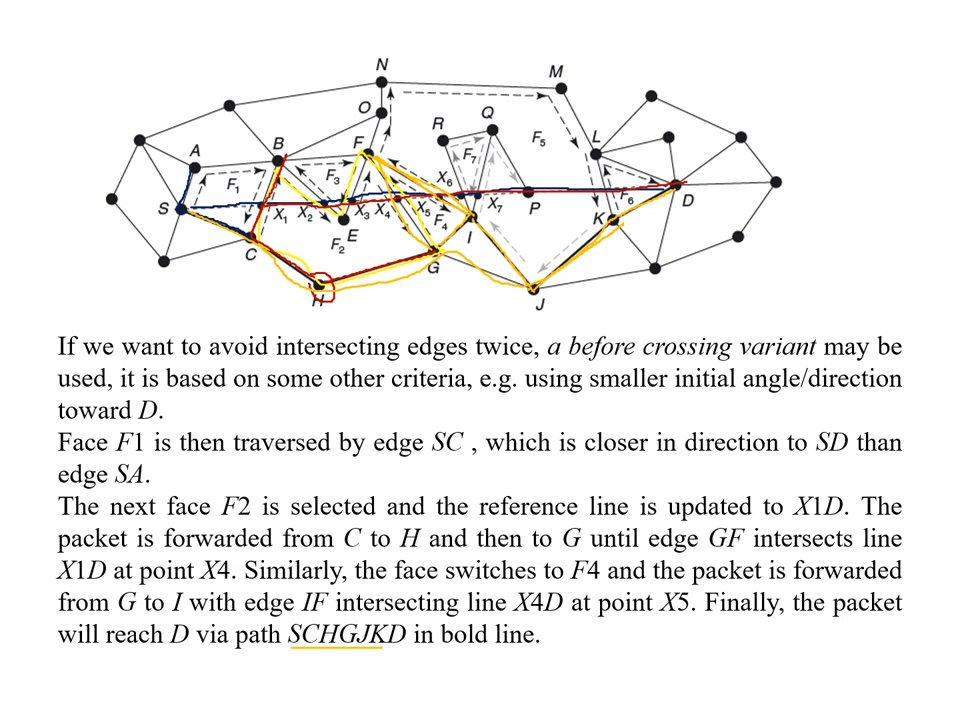 N
M
O
R
Q
L
A
B
F
F5
F7
F3
F1
X6
S
X1
X2
X3
X4
X5
X7
P
F6
D
F4
K
E
F2
I
C
G
H
J
If we want to avoid intersecting edges twice, a before crossing variant may be
used, it is based on some other criteria, e.g. using smaller initial angle/direction
toward D.
Face F1 is then traversed by edge SC , which is closer in direction to SD than
edge SA.
The next face F2 is selected and the reference line is updated to X1D. The
packet is forwarded from C to H and then to G until edge GF intersects line
X1D at point X4. Similarly, the face switches to F4 and the packet is forwarded
from G to I with edge IF intersecting line X4D at point X5. Finally, the packet
will reach D via path SCHGJKD in bold line.